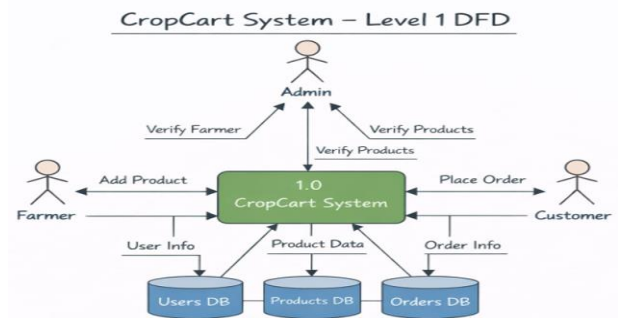 CropCart System – Level 1 DFD
Admin
Verify Farmer
Verify Products
Verify Products
Add Product
1.0
CropCart System
Place Order
Farmer
Customer
User Info
Product Data
Order Info
Users DB
Products DB
Orders DB